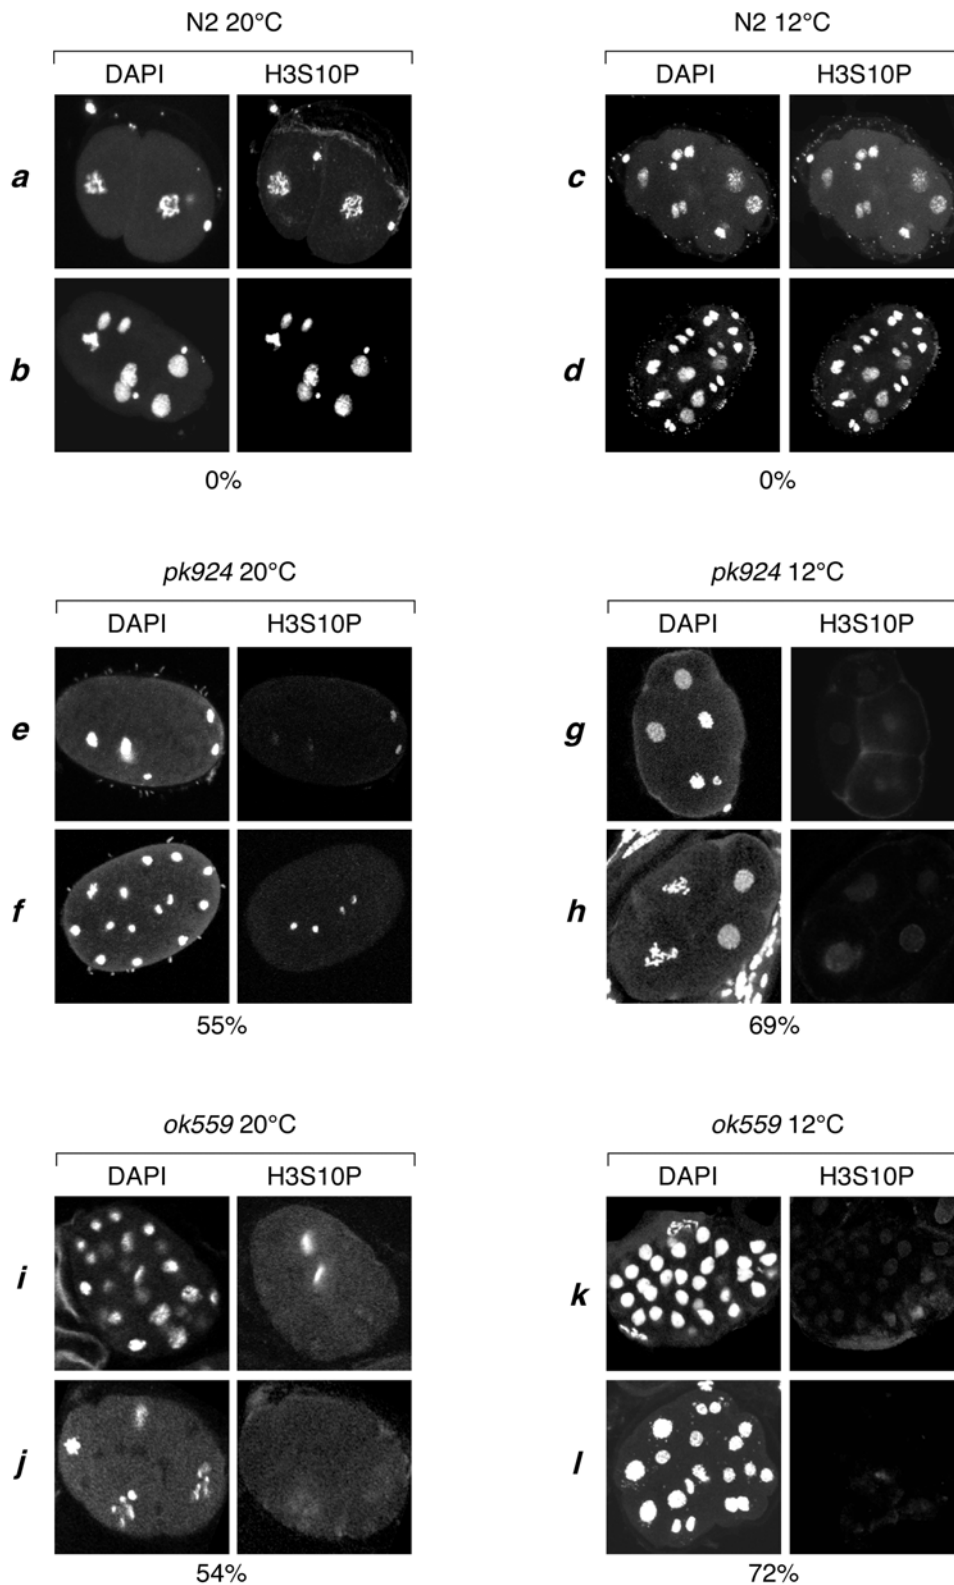 N2 20°C
DAPI H3S10P
a
b
0%
N2 12°C
DAPI H3S10P
c
d
0%
pk924 20°C
DAPI H3S10P
e
f
55%
pk924 12°C
DAPI H3S10P
g
h
69%
ok559 20°C
DAPI H3S10P
i
j
54%
ok559 12°C
DAPI H3S10P
k
l
72%